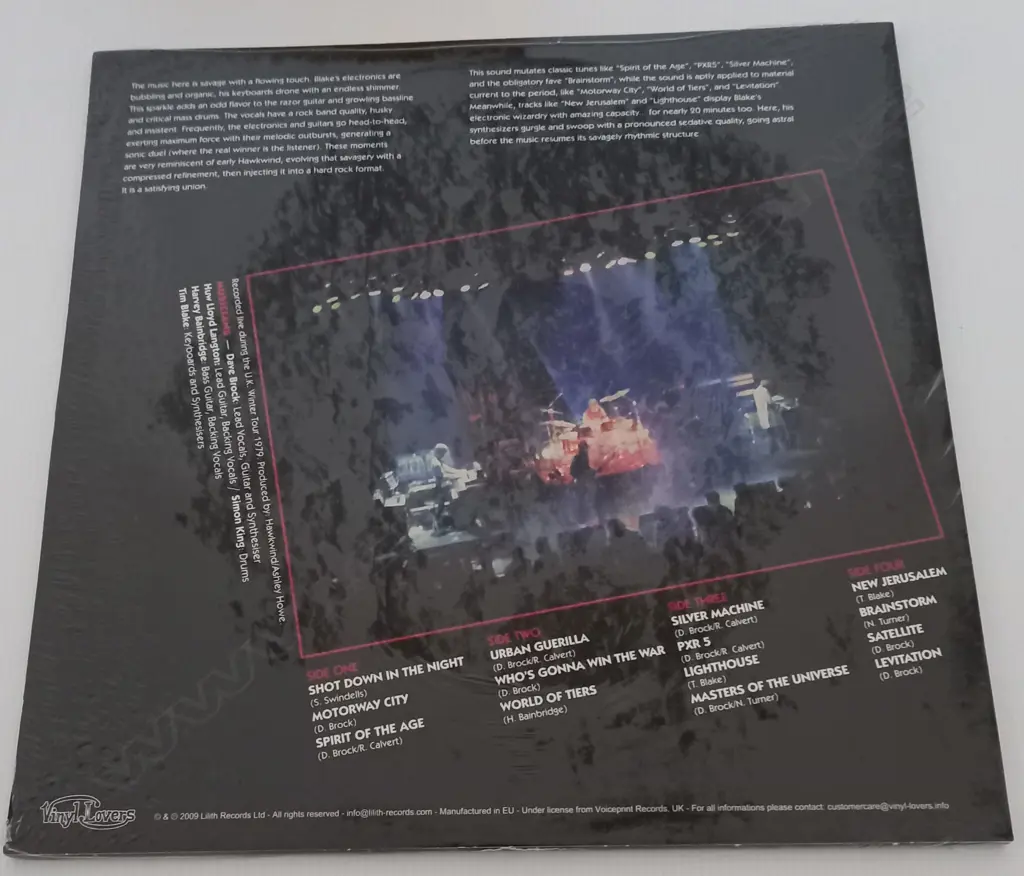 The music here is savage with a flowing touch. Blake's electronics are
bubbling and organic, his keyboards drone with an endless shimmer.
This sparkle adds an odd flavor to the razor guitar and growling bassline
and critical mass drums. The vocals have a rock band quality, husky
and insistent. Frequently, the electronics and guitars go head-to-head,
exerting maximum force with their melodic outbursts, generating a
sonic duel (where the real winner is the listener). These moments
are very reminiscent of early Hawkwind, evolving that savagery with a
compressed refinement, then injecting it into a hard rock format.
It is a satisfying union.
This sound mutates classic tunes like "Spirit of the Age", "PXR5", "Silver Machine",
and the obligatory fave "Brainstorm", while the sound is aptly applied to material
current to the period, like "Motorway City", "World of Tiers", and "Levitation".
Meanwhile, tracks like "New Jerusalem" and "Lighthouse" display Blake's
electronic wizardry with amazing capacity... for nearly 20 minutes too. Here, his
synthesizers gurgle and swoop with a pronounced sedative quality, going astral
before the music resumes its savagely rhythmic structure.
Recorded live during the U.K. Winter Tour 1979. Produced by: Hawkwind/Ashley Howe.
MUSICIANS — Dave Brock: Lead Vocals, Guitar and Synthesiser
Huw Lloyd Langton: Lead Guitar, Backing Vocals / Simon King: Drums
Harvey Bainbridge: Bass Guitar, Backing Vocals
Tim Blake: Keyboards and Synthesisers
SIDE ONE
SHOT DOWN IN THE NIGHT
(S. Swindells)
MOTORWAY CITY
(D. Brock)
SPIRIT OF THE AGE
(D. Brock/R. Calvert)
SIDE TWO
URBAN GUERILLA
(D. Brock/R. Calvert)
WHO'S GONNA WIN THE WAR
(D. Brock)
WORLD OF TIERS
(H. Bainbridge)
SIDE THREE
SILVER MACHINE
(D. Brock/R. Calvert)
PXR 5
(D. Brock/R. Calvert)
LIGHTHOUSE
(T. Blake)
MASTERS OF THE UNIVERSE
(D. Brock/N. Turner)
SIDE FOUR
NEW JERUSALEM
(T. Blake)
BRAINSTORM
(N. Turner)
SATELLITE
(D. Brock)
LEVITATION
(D. Brock)
Vinyl Lovers
© & ℗ 2009 Lilith Records Ltd - All rights reserved - info@lilith-records.com - Manufactured in EU - Under license from Voiceprint Records, UK - For all informations please contact: customercare@vinyl-lovers.info